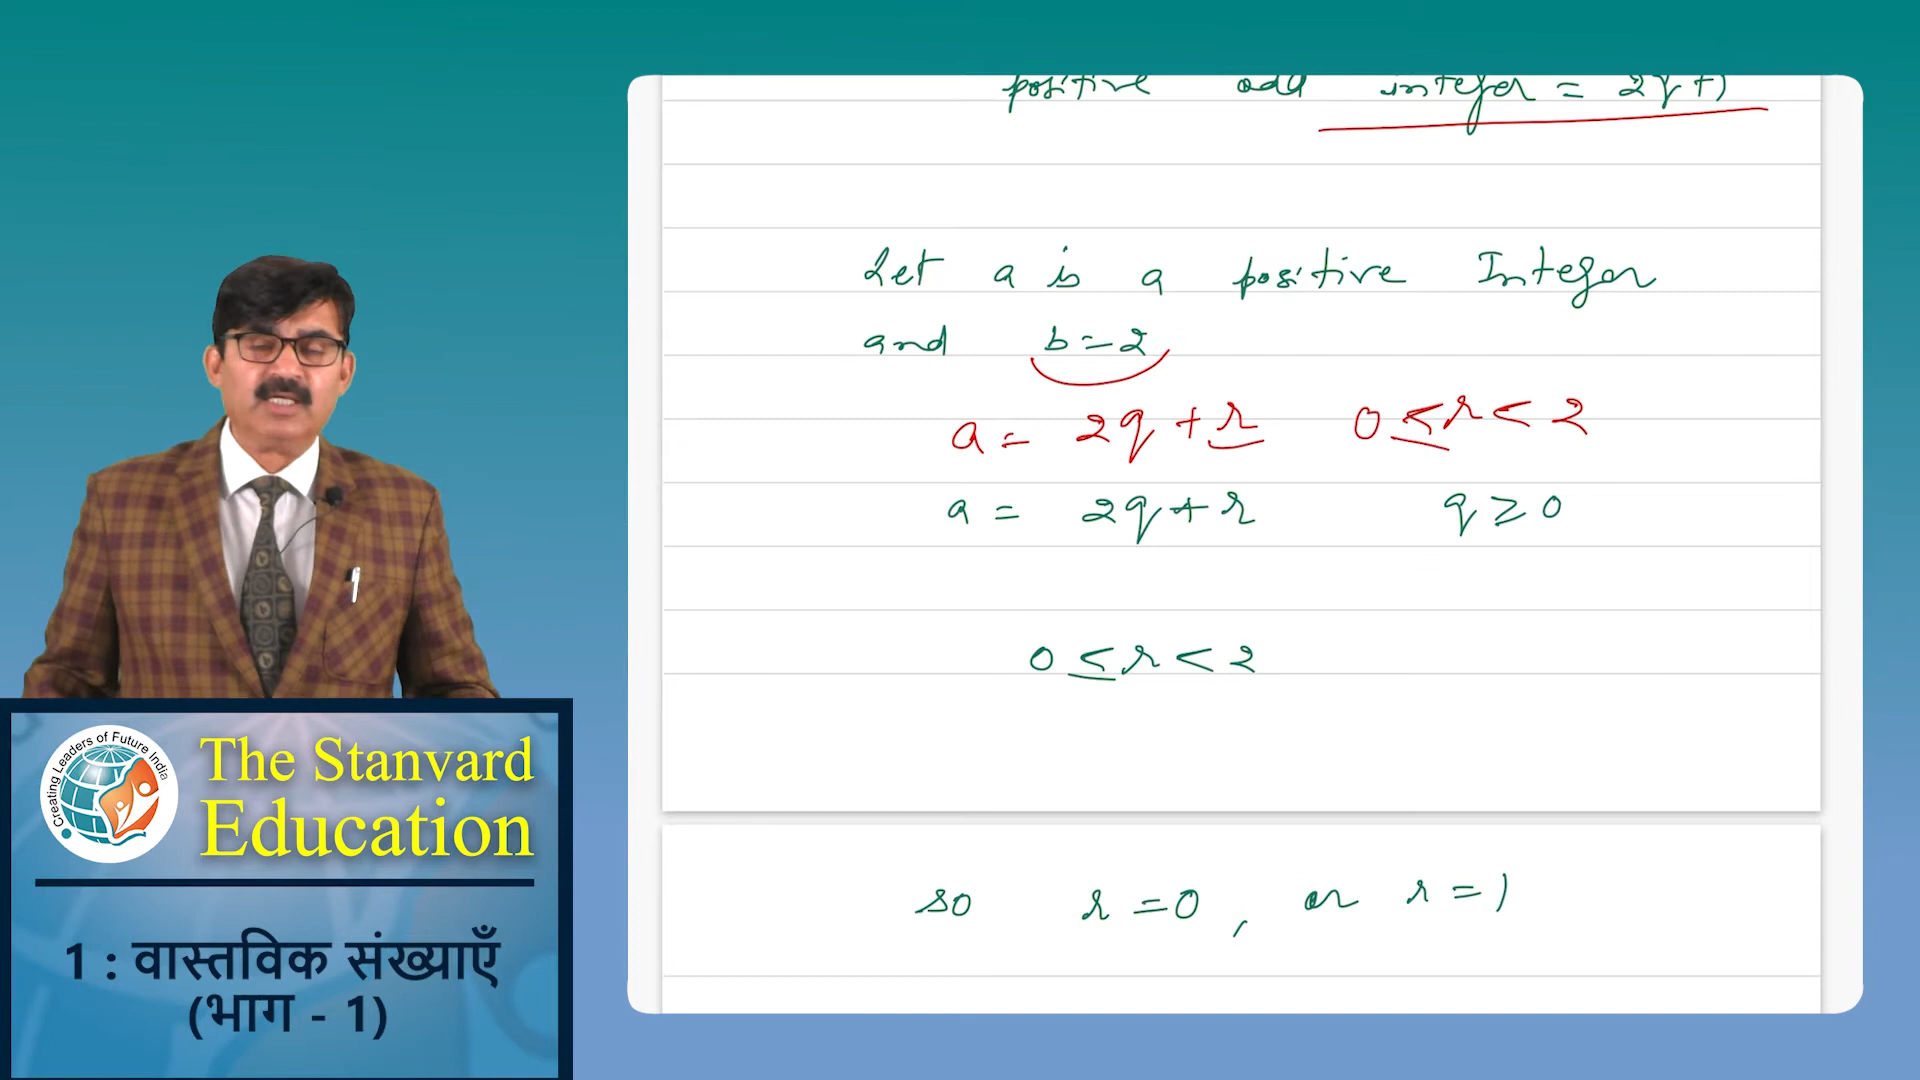 positive odd integer = 2q+1
Let a is a positive Integer
and b=2
a = 2q + r 0 ≤ r < 2
a = 2q + r q ≥ 0
0 ≤ r < 2
so r = 0 , or r = 1
Creating Leaders of Future India
The Stanvard
Education
1 : वास्तविक संख्याएँ
(भाग - 1)